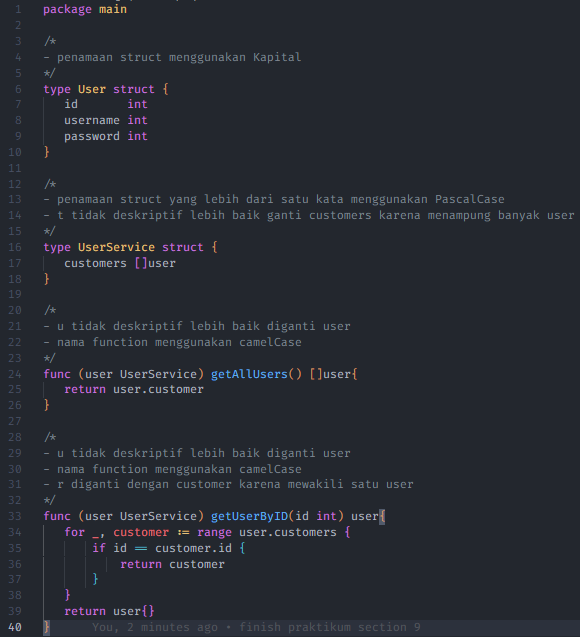 1 package main
2
3 /*
4 - penamaan struct menggunakan Kapital
5 */
6 type User struct {
7 id int
8 username int
9 password int
10 }
11
12 /*
13 - penamaan struct yang lebih dari satu kata menggunakan PascalCase
14 - t tidak deskriptif lebih baik ganti customers karena menampung banyak user
15 */
16 type UserService struct {
17 customers []user
18 }
19
20 /*
21 - u tidak deskriptif lebih baik diganti user
22 - nama function menggunakan camelCase
23 */
24 func (user UserService) getAllUsers() []user{
25 return user.customer
26 }
27
28 /*
29 - u tidak deskriptif lebih baik diganti user
30 - nama function menggunakan camelCase
31 - r diganti dengan customer karena mewakili satu user
32 */
33 func (user UserService) getUserByID(id int) user{
34 for _, customer := range user.customers {
35 if id == customer.id {
36 return customer
37 }
38 }
39 return user{}
40 } You, 2 minutes ago • finish praktikum section 9